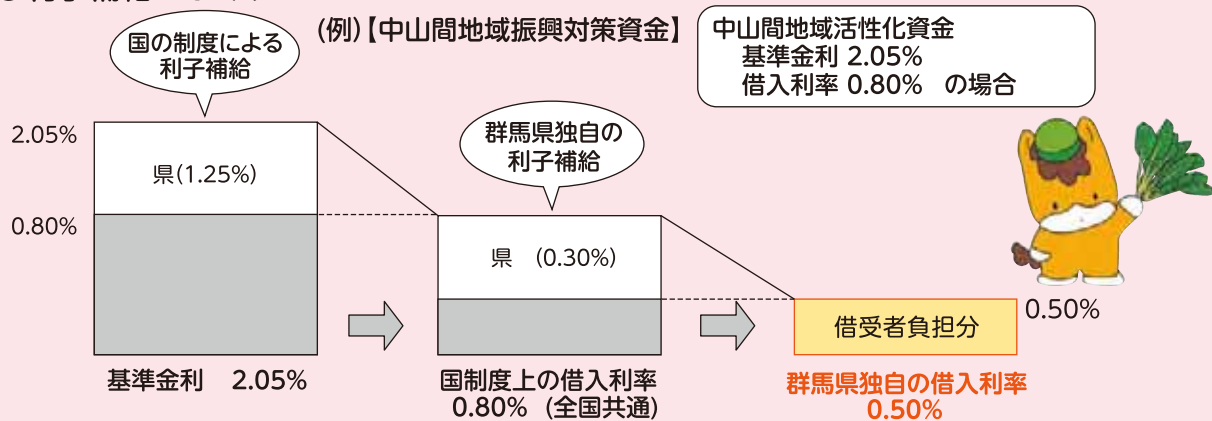 (例)【中山間地域振興対策資金】
中山間地域活性化資金
基準金利 2.05%
借入利率 0.80% の場合
国の制度による
利子補給
群馬県独自の
利子補給
2.05%
県(1.25%)
0.80%
県 (0.30%)
借受者負担分
0.50%
基準金利 2.05%
国制度上の借入利率
0.80% (全国共通)
群馬県独自の借入利率
0.50%